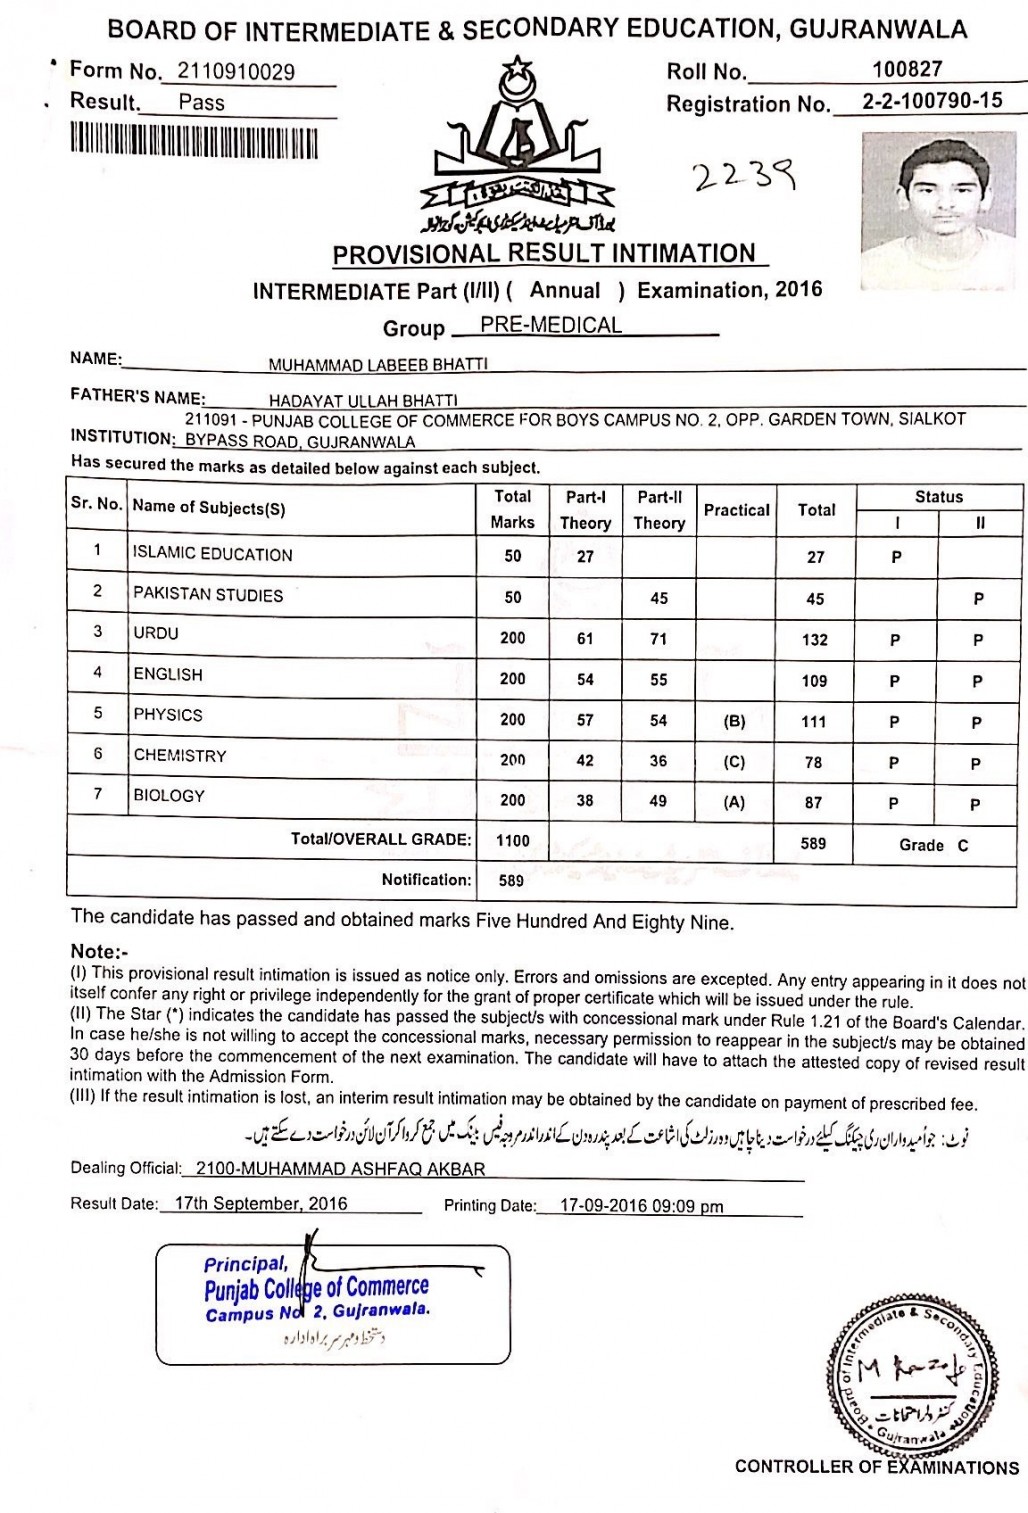 BOARD OF INTERMEDIATE & SECONDARY EDUCATION, GUJRANWALA
Form No. 2110910029
Roll No. 100827
Result. Pass
Registration No. 2-2-100790-15
2239
PROVISIONAL RESULT INTIMATION
INTERMEDIATE Part (I/II) ( Annual ) Examination, 2016
Group PRE-MEDICAL
NAME: MUHAMMAD LABEEB BHATTI
FATHER'S NAME: HADAYAT ULLAH BHATTI
211091 - PUNJAB COLLEGE OF COMMERCE FOR BOYS CAMPUS NO. 2, OPP. GARDEN TOWN, SIALKOT
INSTITUTION: BYPASS ROAD, GUJRANWALA
Has secured the marks as detailed below against each subject.
Sr. No. Name of Subjects(S) Total Marks Part-I Theory Part-II Theory Practical Total Status I II
1 ISLAMIC EDUCATION 50 27 27 P
2 PAKISTAN STUDIES 50 45 45 P
3 URDU 200 61 71 132 P P
4 ENGLISH 200 54 55 109 P P
5 PHYSICS 200 57 54 (B) 111 P P
6 CHEMISTRY 200 42 36 (C) 78 P P
7 BIOLOGY 200 38 49 (A) 87 P P
Total/OVERALL GRADE: 1100 589 Grade C
Notification: 589
The candidate has passed and obtained marks Five Hundred And Eighty Nine.
Note:-
(I) This provisional result intimation is issued as notice only. Errors and omissions are excepted. Any entry appearing in it does not
itself confer any right or privilege independently for the grant of proper certificate which will be issued under the rule.
(II) The Star (*) indicates the candidate has passed the subject/s with concessional mark under Rule 1.21 of the Board's Calendar.
In case he/she is not willing to accept the concessional marks, necessary permission to reappear in the subject/s may be obtained
30 days before the commencement of the next examination. The candidate will have to attach the attested copy of revised result
intimation with the Admission Form.
(III) If the result intimation is lost, an interim result intimation may be obtained by the candidate on payment of prescribed fee.
نوٹ: جو اُمیدواران ری چیکنگ کیلئے درخواست دینا چاہیں وہ رزلٹ کی اشاعت کے بعد پندرہ دن کے اندر اندر مروجہ فیس بینک میں جمع کروا کر آن لائن درخواست دے سکتے ہیں۔
Dealing Official: 2100-MUHAMMAD ASHFAQ AKBAR
Result Date: 17th September, 2016 Printing Date: 17-09-2016 09:09 pm
Principal,
Punjab College of Commerce
Campus No 2, Gujranwala.
دستخط و مہر سربراہ ادارہ
Board of Intermediate & Secondary Education
کنٹرولر امتحانات
Gujranwala
CONTROLLER OF EXAMINATIONS